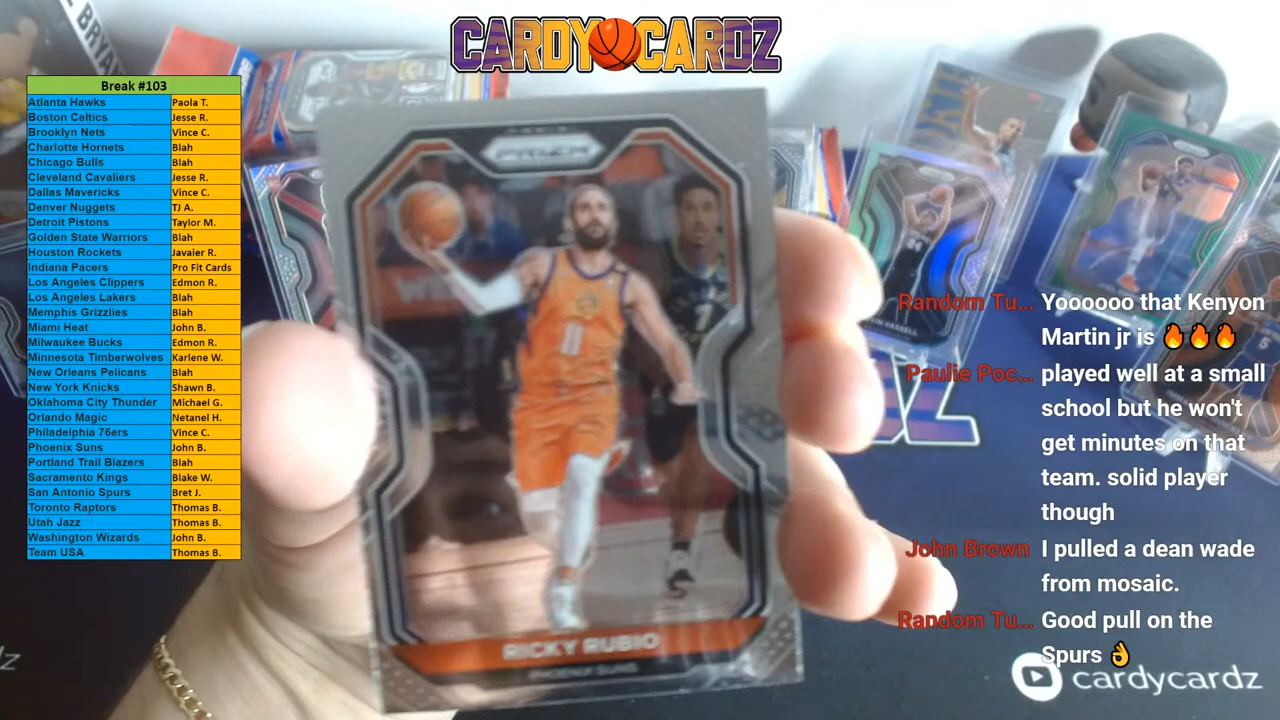 CARDY CARDZ
BRYAN
Break #103
Atlanta Hawks Paola T.
Boston Celtics Jesse R.
Brooklyn Nets Vince C.
Charlotte Hornets Blah
Chicago Bulls Blah
Cleveland Cavaliers Jesse R.
Dallas Mavericks Vince C.
Denver Nuggets TJ A.
Detroit Pistons Taylor M.
Golden State Warriors Blah
Houston Rockets Javaier R.
Indiana Pacers Pro Fit Cards
Los Angeles Clippers Edmon R.
Los Angeles Lakers Blah
Memphis Grizzlies Blah
Miami Heat John B.
Milwaukee Bucks Edmon R.
Minnesota Timberwolves Karlene W.
New Orleans Pelicans Blah
New York Knicks Shawn B.
Oklahoma City Thunder Michael G.
Orlando Magic Netanel H.
Philadelphia 76ers Vince C.
Phoenix Suns John B.
Portland Trail Blazers Blah
Sacramento Kings Blake W.
San Antonio Spurs Bret J.
Toronto Raptors Thomas B.
Utah Jazz Thomas B.
Washington Wizards John B.
Team USA Thomas B.
PRIZM
11
7
RICKY RUBIO
PHOENIX SUNS
VASSELL
Random Tu... Yoooooo that Kenyon
Martin jr is 🔥🔥🔥
Paulie Poc... played well at a small
school but he won't
get minutes on that
team. solid player
though
John Brown I pulled a dean wade
from mosaic.
Random Tu... Good pull on the
Spurs 👌
cardycardz